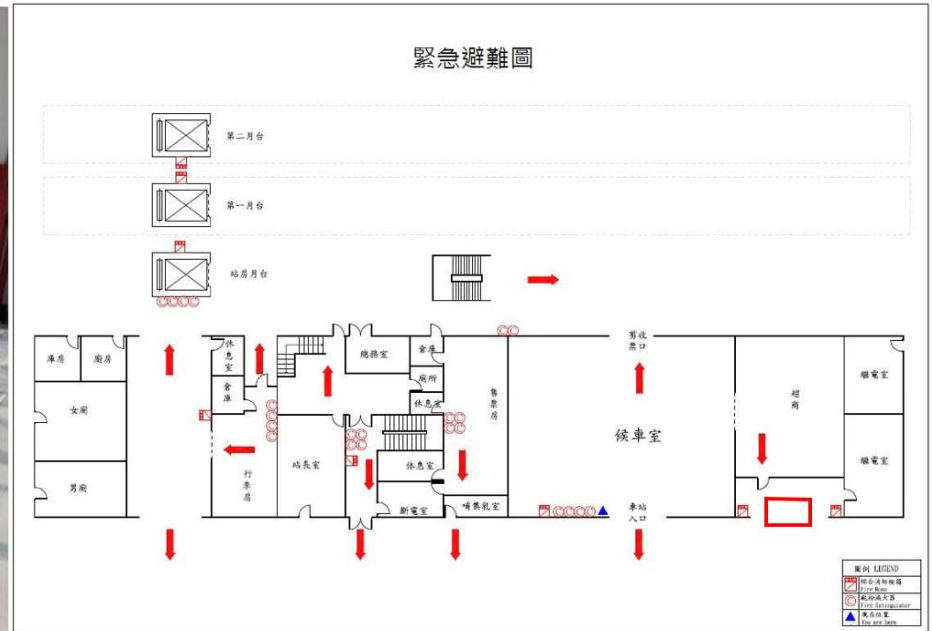 緊急避難圖
第二月台
第一月台
站房月台
剪收
票口
庫房
廚房
休息室
總務室
倉庫
廁所
休息室
倉庫
售票房
超商
繼電室
女廁
候車室
行李房
站長室
休息室
繼電室
男廁
斷電室
哺集乳室
車站
入口
圖例 LEGEND
綜合消防栓箱
Fire Hose
乾粉滅火器
Fire Extinguisher
現在位置
You are here